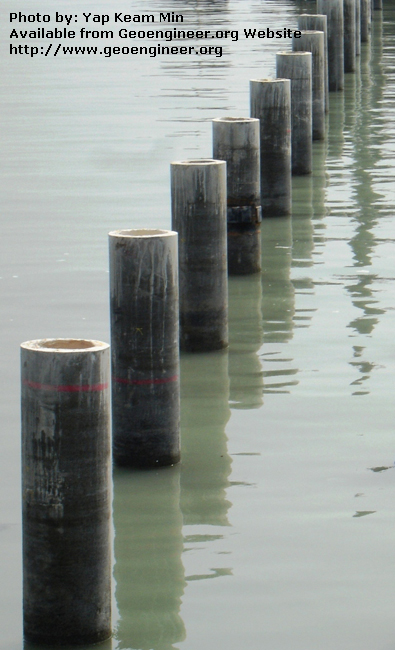 Photo by: Yap Keam Min
Available from Geoengineer.org Website
http://www.geoengineer.org